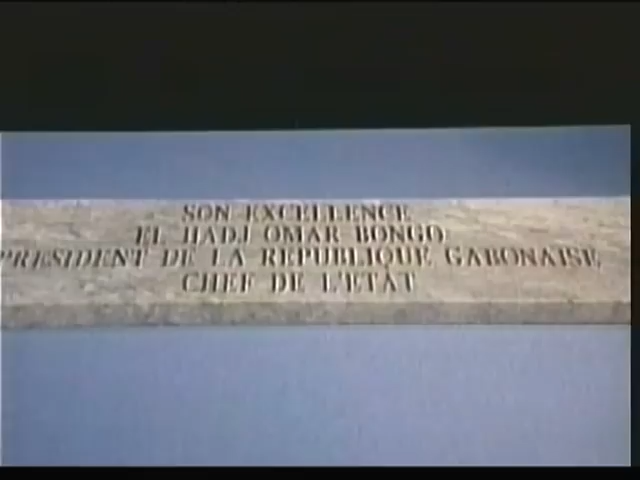 SON EXCELLENCE
EL HADJ OMAR BONGO
PRESIDENT DE LA REPUBLIQUE GABONAISE
CHEF DE L'ETAT